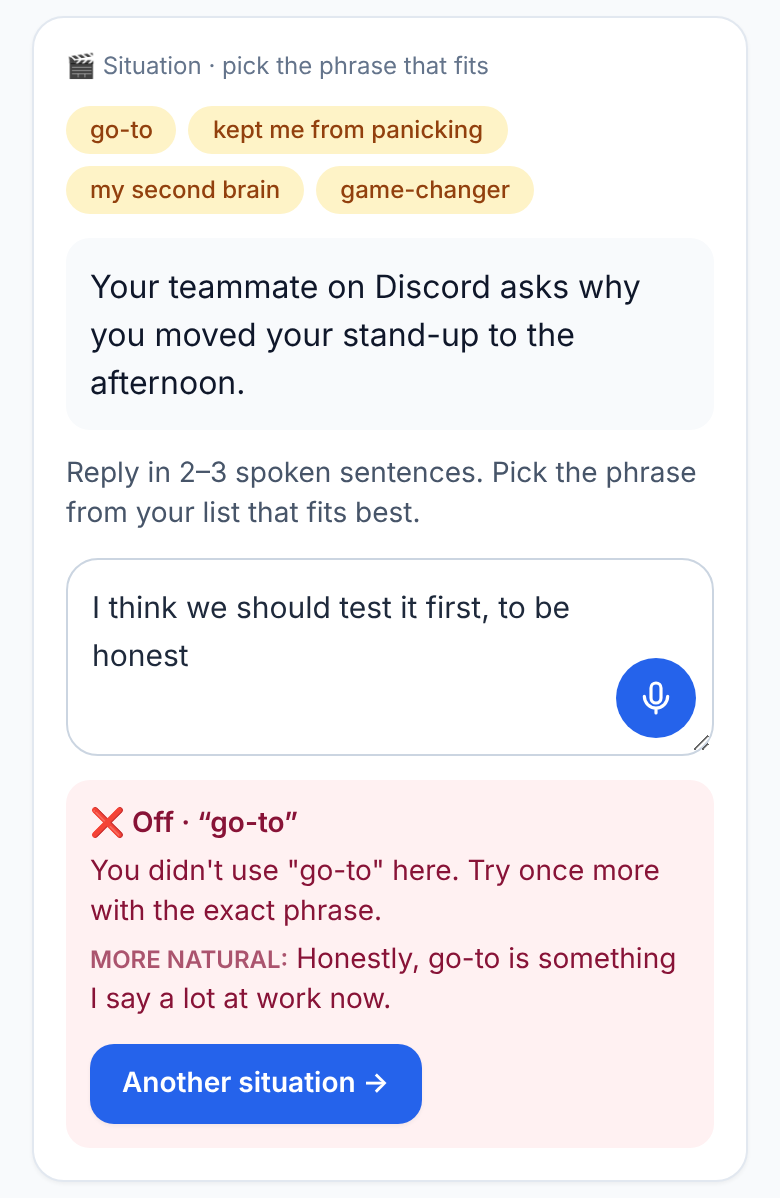 🎬 Situation · pick the phrase that fits
go-to
kept me from panicking
my second brain
game-changer
Your teammate on Discord asks why
you moved your stand-up to the
afternoon.
Reply in 2–3 spoken sentences. Pick the phrase
from your list that fits best.
I think we should test it first, to be
honest
❌ Off · “go-to”
You didn't use "go-to" here. Try once more
with the exact phrase.
MORE NATURAL: Honestly, go-to is something
I say a lot at work now.
Another situation →